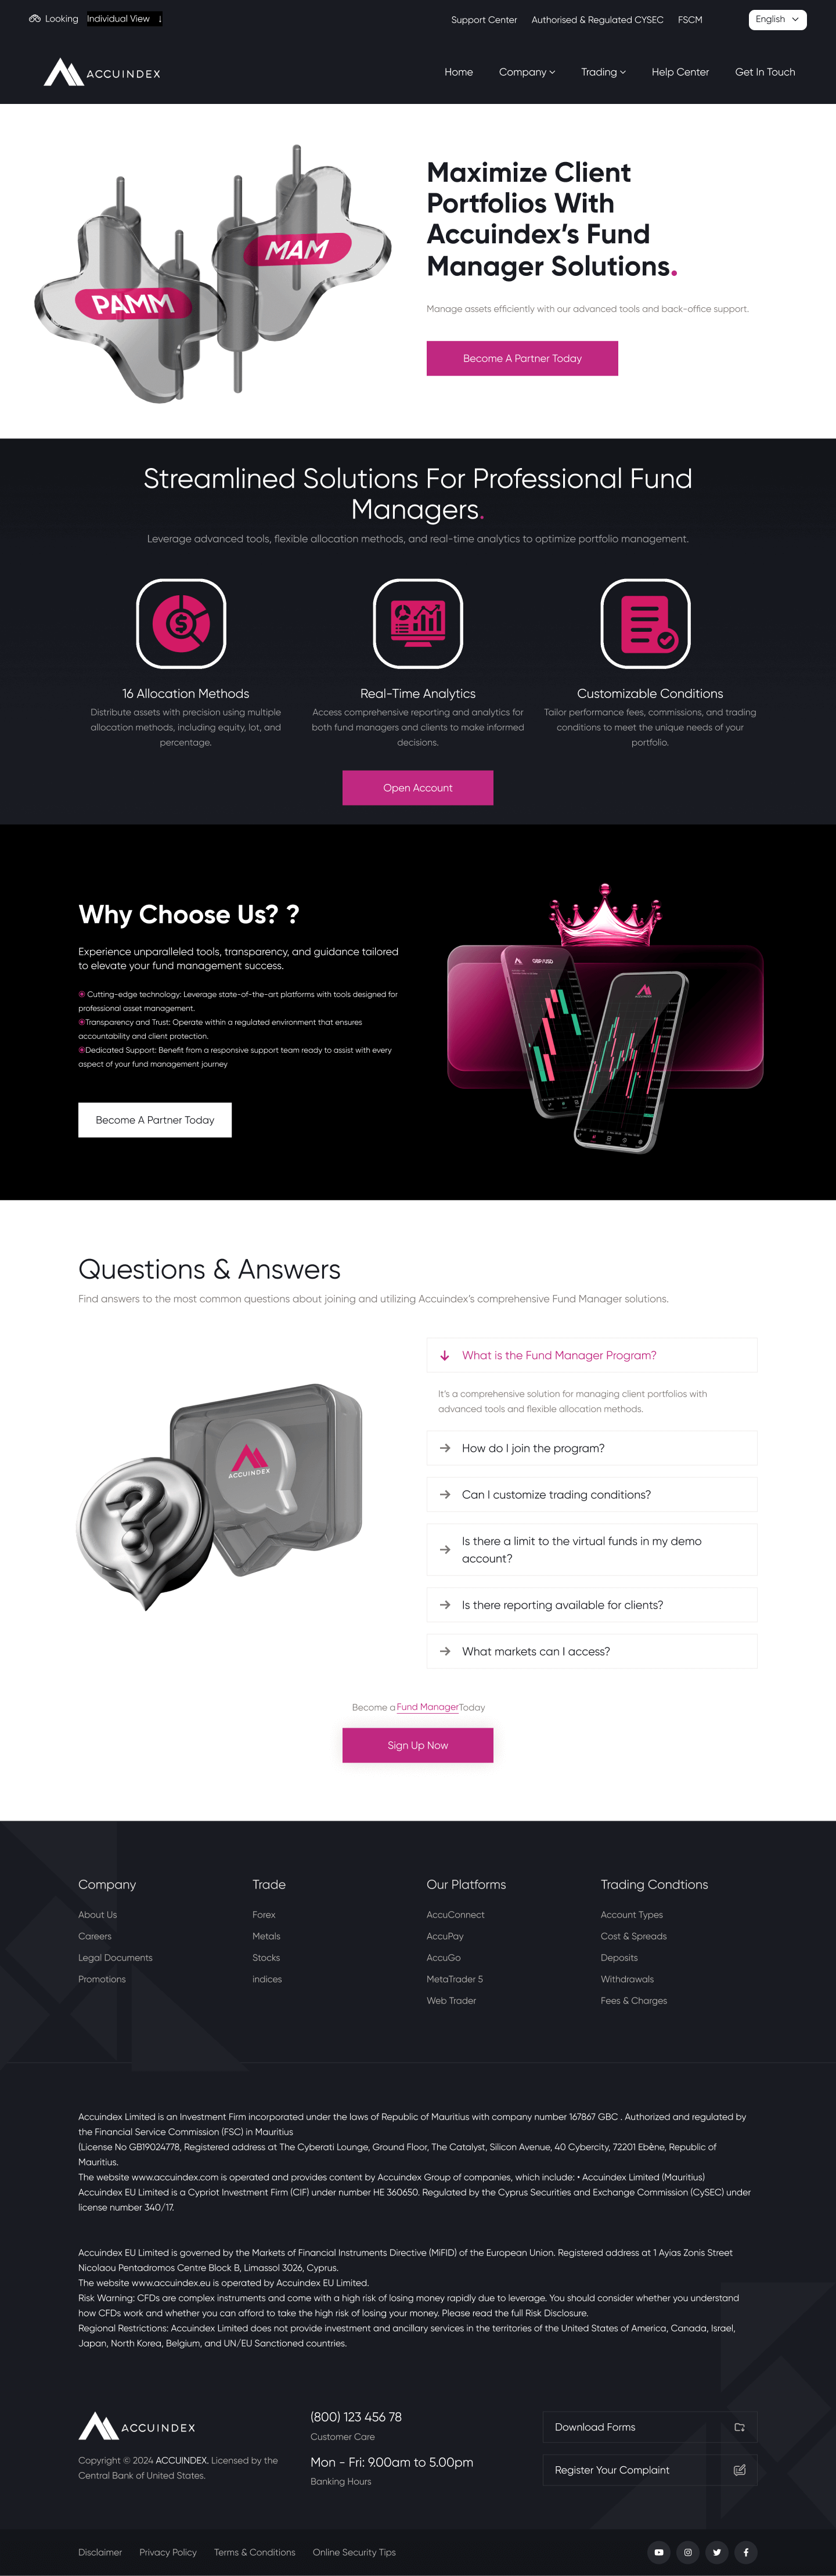 Looking
Individual View ↓
Support Center
Authorised & Regulated CYSEC
FSCM
English
ACCUINDEX
Home
Company
Trading
Help Center
Get In Touch
PAMM
MAM
Maximize Client
Portfolios With
Accuindex’s Fund
Manager Solutions.
Manage assets efficiently with our advanced tools and back-office support.
Become A Partner Today
Streamlined Solutions For Professional Fund
Managers.
Leverage advanced tools, flexible allocation methods, and real-time analytics to optimize portfolio management.
16 Allocation Methods
Distribute assets with precision using multiple
allocation methods, including equity, lot, and
percentage.
Real-Time Analytics
Access comprehensive reporting and analytics for
both fund managers and clients to make informed
decisions.
Customizable Conditions
Tailor performance fees, commissions, and trading
conditions to meet the unique needs of your
portfolio.
Open Account
Why Choose Us? ?
Experience unparalleled tools, transparency, and guidance tailored
to elevate your fund management success.
Cutting-edge technology: Leverage state-of-the-art platforms with tools designed for
professional asset management.
Transparency and Trust: Operate within a regulated environment that ensures
accountability and client protection.
Dedicated Support: Benefit from a responsive support team ready to assist with every
aspect of your fund management journey
Become A Partner Today
GBP/USD
Questions & Answers
Find answers to the most common questions about joining and utilizing Accuindex’s comprehensive Fund Manager solutions.
ACCUINDEX
What is the Fund Manager Program?
It’s a comprehensive solution for managing client portfolios with
advanced tools and flexible allocation methods.
How do I join the program?
Can I customize trading conditions?
Is there a limit to the virtual funds in my demo
account?
Is there reporting available for clients?
What markets can I access?
Become a Fund Manager Today
Sign Up Now
Company
About Us
Careers
Legal Documents
Promotions
Trade
Forex
Metals
Stocks
indices
Our Platforms
AccuConnect
AccuPay
AccuGo
MetaTrader 5
Web Trader
Trading Condtions
Account Types
Cost & Spreads
Deposits
Withdrawals
Fees & Charges
Accuindex Limited is an Investment Firm incorporated under the laws of Republic of Mauritius with company number 167867 GBC . Authorized and regulated by
the Financial Service Commission (FSC) in Mauritius
(License No GB19024778, Registered address at The Cyberati Lounge, Ground Floor, The Catalyst, Silicon Avenue, 40 Cybercity, 72201 Ebène, Republic of
Mauritius.
The website www.accuindex.com is operated and provides content by Accuindex Group of companies, which include: • Accuindex Limited (Mauritius)
Accuindex EU Limited is a Cypriot Investment Firm (CIF) under number HE 360650. Regulated by the Cyprus Securities and Exchange Commission (CySEC) under
license number 340/17.
Accuindex EU Limited is governed by the Markets of Financial Instruments Directive (MiFID) of the European Union. Registered address at 1 Ayias Zonis Street
Nicolaou Pentadromos Centre Block B, Limassol 3026, Cyprus.
The website www.accuindex.eu is operated by Accuindex EU Limited.
Risk Warning: CFDs are complex instruments and come with a high risk of losing money rapidly due to leverage. You should consider whether you understand
how CFDs work and whether you can afford to take the high risk of losing your money. Please read the full Risk Disclosure.
Regional Restrictions: Accuindex Limited does not provide investment and ancillary services in the territories of the United States of America, Canada, Israel,
Japan, North Korea, Belgium, and UN/EU Sanctioned countries.
ACCUINDEX
Copyright © 2024 ACCUINDEX. Licensed by the
Central Bank of United States.
(800) 123 456 78
Customer Care
Mon - Fri: 9.00am to 5.00pm
Banking Hours
Download Forms
Register Your Complaint
Disclaimer
Privacy Policy
Terms & Conditions
Online Security Tips